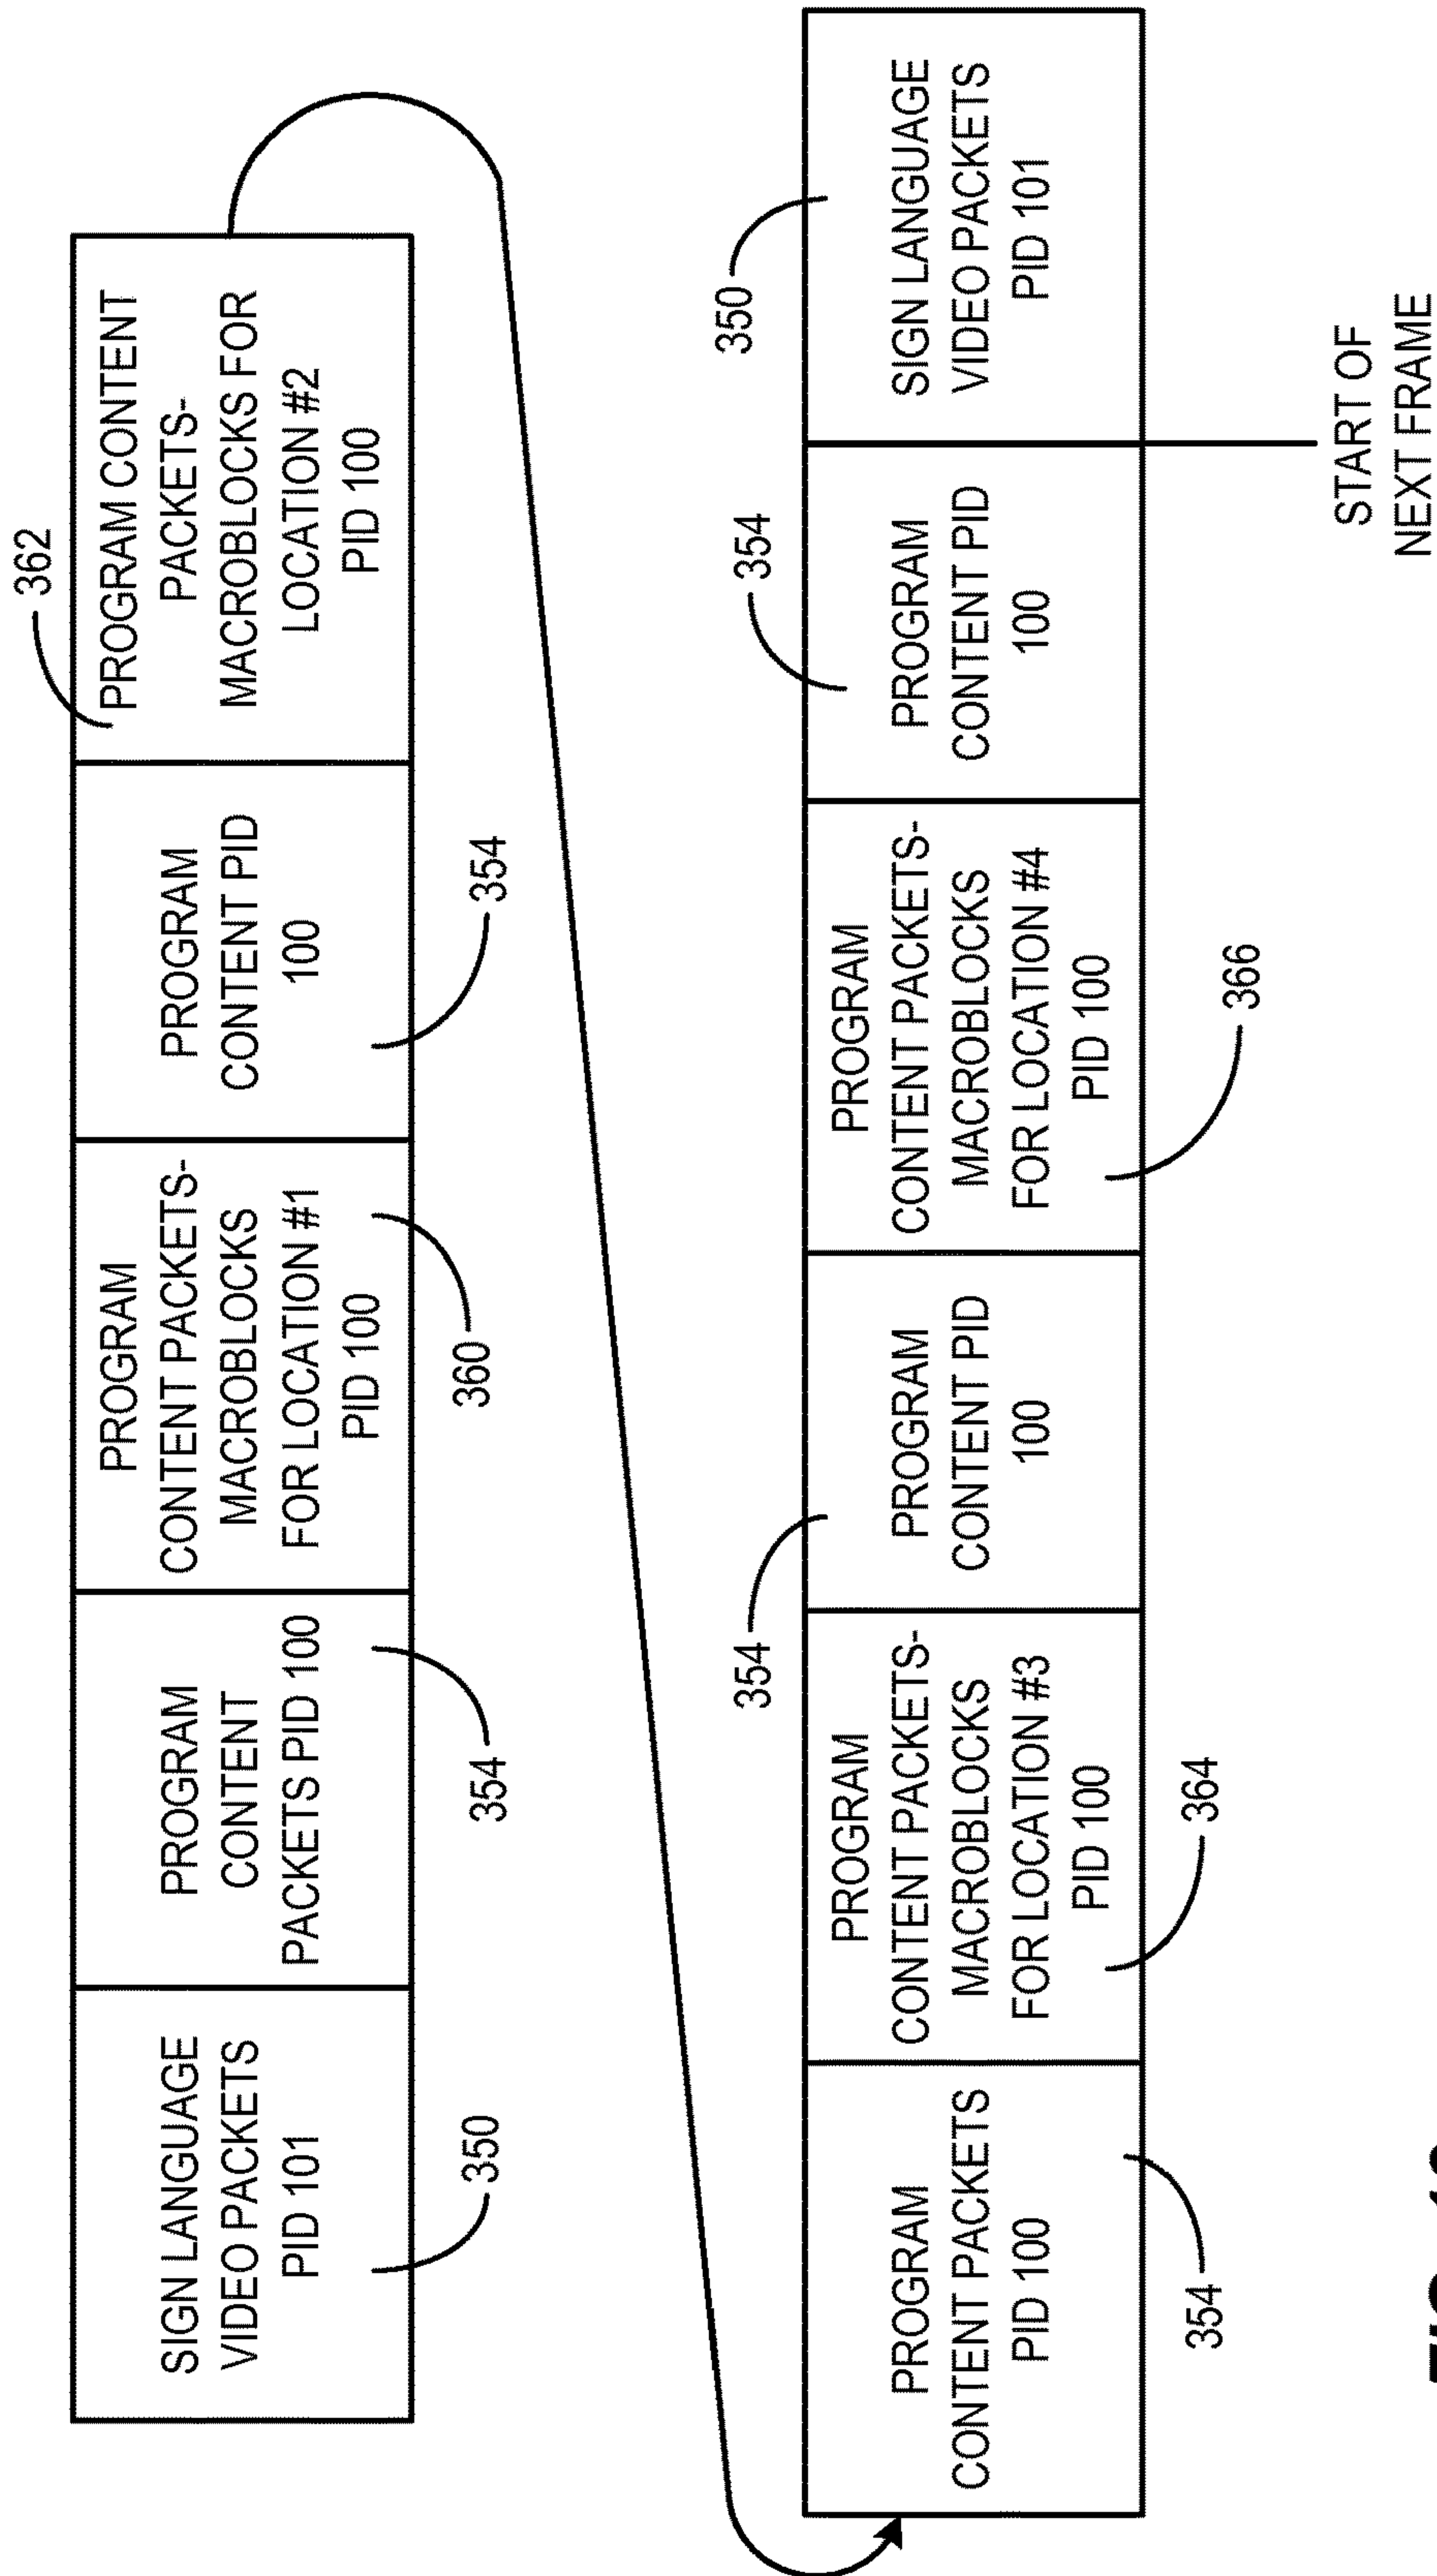 SIGN LANGUAGE
VIDEO PACKETS
PID 101
350
PROGRAM
CONTENT
PACKETS PID 100
354
PROGRAM
CONTENT PACKETS-
MACROBLOCKS
FOR LOCATION #1
PID 100
360
PROGRAM
CONTENT PID
100
354
362
PROGRAM CONTENT
PACKETS-
MACROBLOCKS FOR
LOCATION #2
PID 100
PROGRAM
CONTENT PACKETS
PID 100
354
PROGRAM
CONTENT PACKETS-
MACROBLOCKS
FOR LOCATION #3
PID 100
364
354
PROGRAM
CONTENT PID
100
PROGRAM
CONTENT PACKETS-
MACROBLOCKS
FOR LOCATION #4
PID 100
366
354
PROGRAM
CONTENT PID
100
350
SIGN LANGUAGE
VIDEO PACKETS
PID 101
START OF
NEXT FRAME